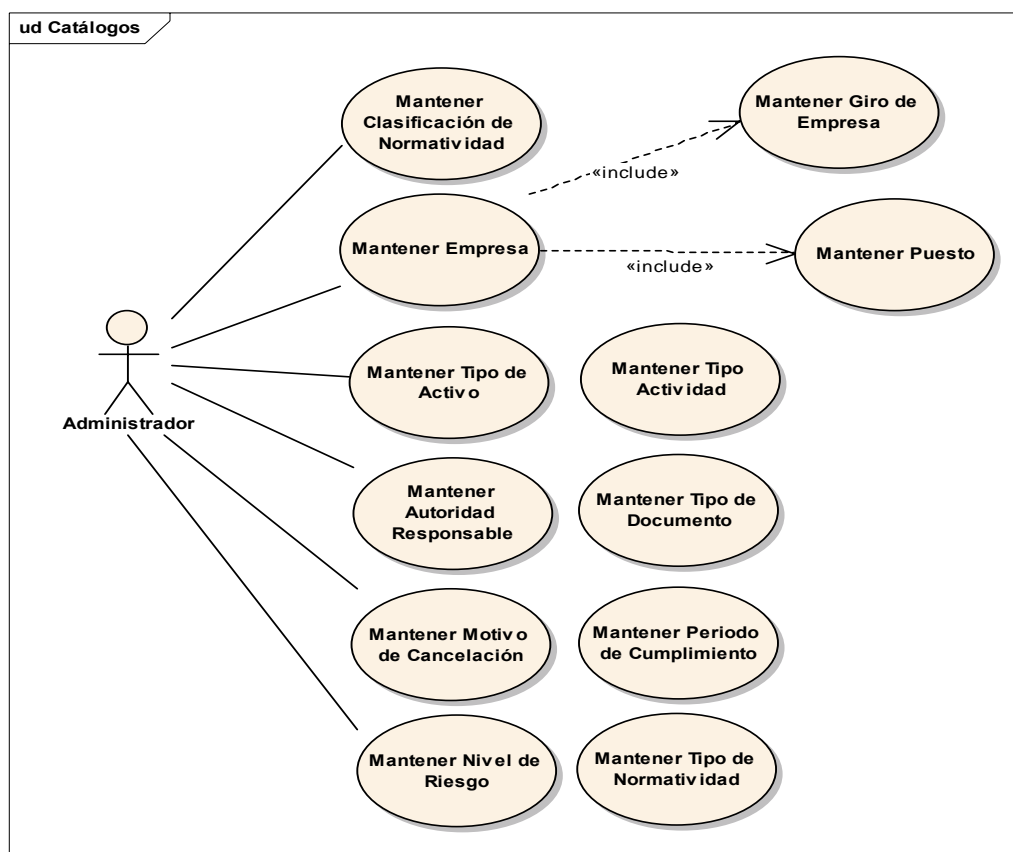 ud Catálogos
Mantener
Clasificación de
Normatividad
Mantener Giro de
Empresa
«include»
Mantener Empresa
«include»
Mantener Puesto
Administrador
Mantener Tipo de
Activo
Mantener Tipo
Actividad
Mantener
Autoridad
Responsable
Mantener Tipo de
Documento
Mantener Motivo
de Cancelación
Mantener Periodo
de Cumplimiento
Mantener Nivel de
Riesgo
Mantener Tipo de
Normatividad